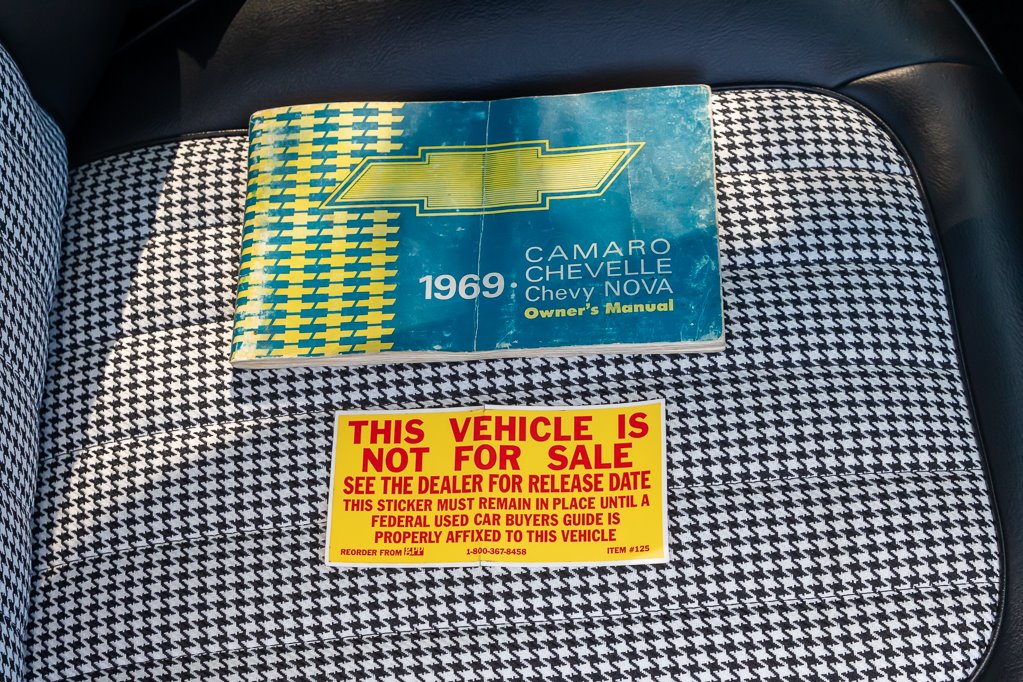 CAMARO
CHEVELLE
1969 • Chevy NOVA
Owner's Manual
THIS VEHICLE IS
NOT FOR SALE
SEE THE DEALER FOR RELEASE DATE
THIS STICKER MUST REMAIN IN PLACE UNTIL A
FEDERAL USED CAR BUYERS GUIDE IS
PROPERLY AFFIXED TO THIS VEHICLE
REORDER FROM 1-800-367-8458 ITEM #125